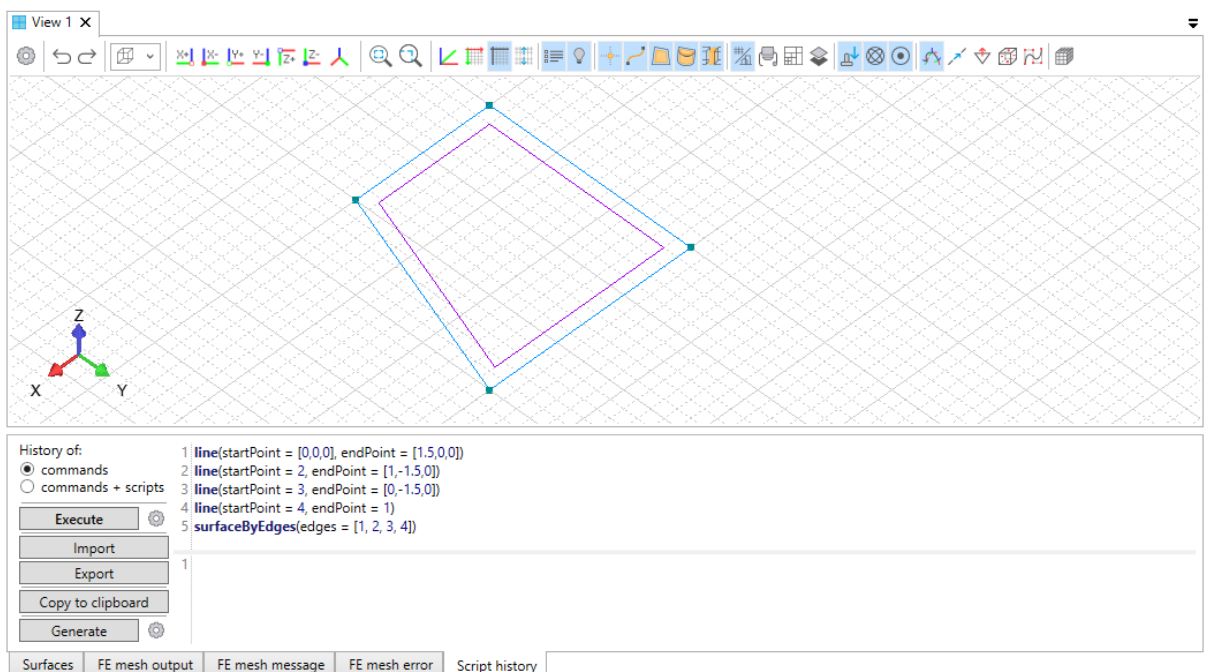 View 1
X+ X- Y+ Y- Z+ Z-
Z
X
Y
History of:
commands
commands + scripts
Execute
Import
Export
Copy to clipboard
Generate
1 line(startPoint = [0,0,0], endPoint = [1.5,0,0])
2 line(startPoint = 2, endPoint = [1,-1.5,0])
3 line(startPoint = 3, endPoint = [0,-1.5,0])
4 line(startPoint = 4, endPoint = 1)
5 surfaceByEdges(edges = [1, 2, 3, 4])
1
Surfaces FE mesh output FE mesh message FE mesh error Script history